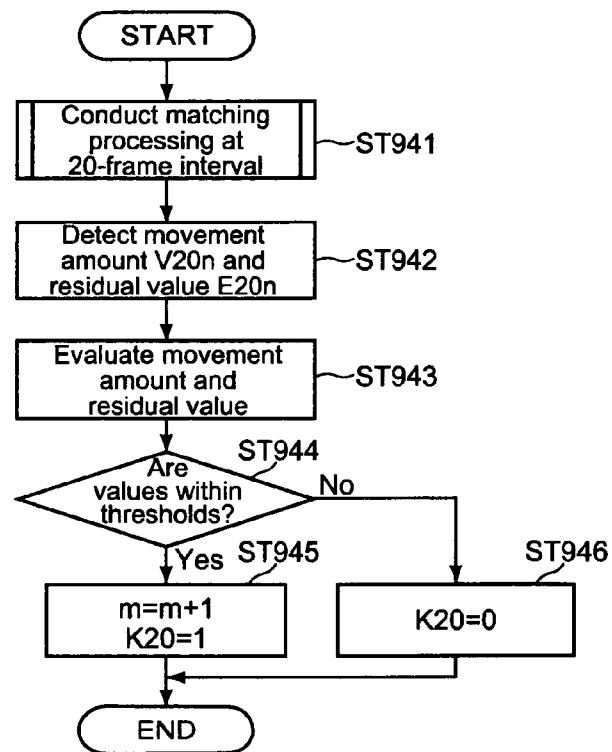 START
Conduct matching
processing at
20-frame interval
ST941
Detect movement
amount V20n and
residual value E20n
ST942
Evaluate movement
amount and
residual value
ST943
ST944
Are
values within
thresholds?
No
Yes
ST945
m=m+1
K20=1
ST946
K20=0
END